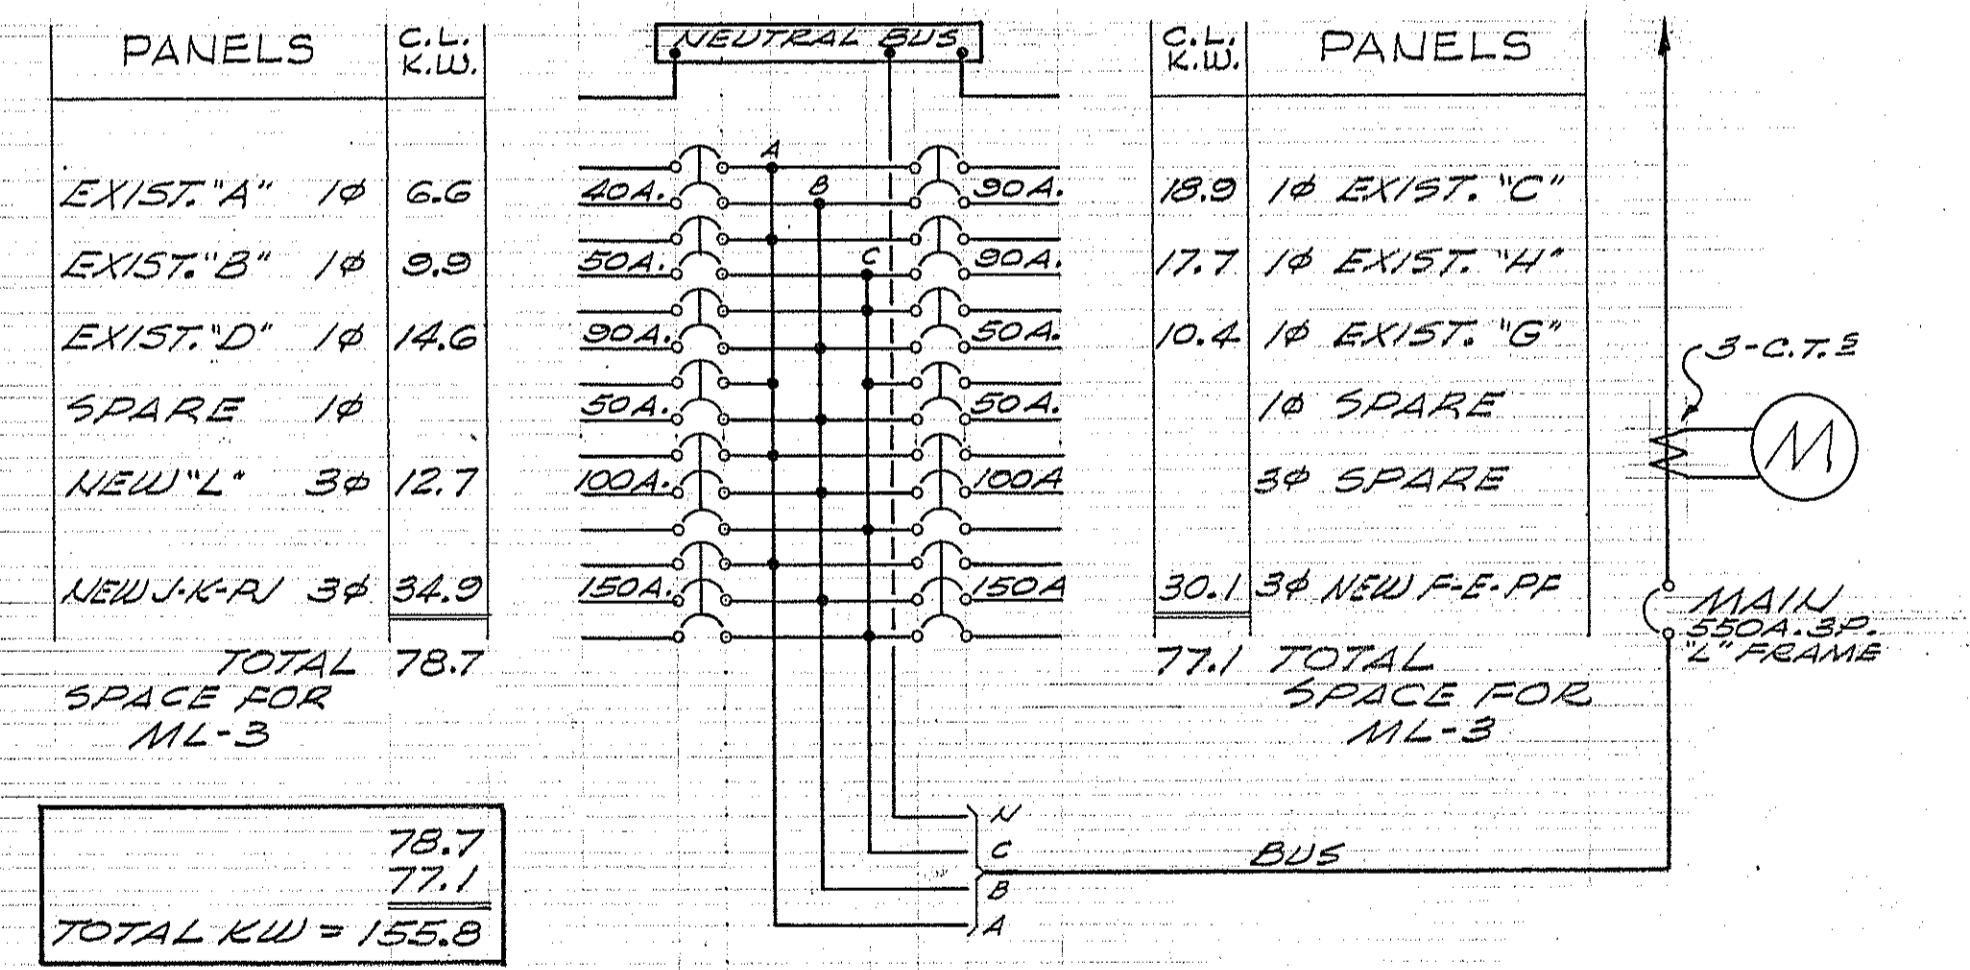 PANELS
C.L.
K.W.
NEUTRAL BUS
C.L.
K.W.
PANELS
A
EXIST. "A" 1ϕ 6.6 40A. B 90A. 18.9 1ϕ EXIST. "C"
EXIST. "B" 1ϕ 9.9 50A. C 90A. 17.7 1ϕ EXIST. "H"
EXIST. "D" 1ϕ 14.6 90A. 50A. 10.4 1ϕ EXIST. "G"
3-C.T.S
SPARE 1ϕ 50A. 50A. 1ϕ SPARE
M
NEW "L" 3ϕ 12.7 100A. 100A 3ϕ SPARE
NEW J-K-PJ 3ϕ 34.9 150A. 150A 30.1 3ϕ NEW F-E-PF
MAIN
550A. 3P.
"L" FRAME
TOTAL 78.7
SPACE FOR
ML-3
77.1 TOTAL
SPACE FOR
ML-3
78.7
77.1
TOTAL KW = 155.8
N
C
B
A
BUS